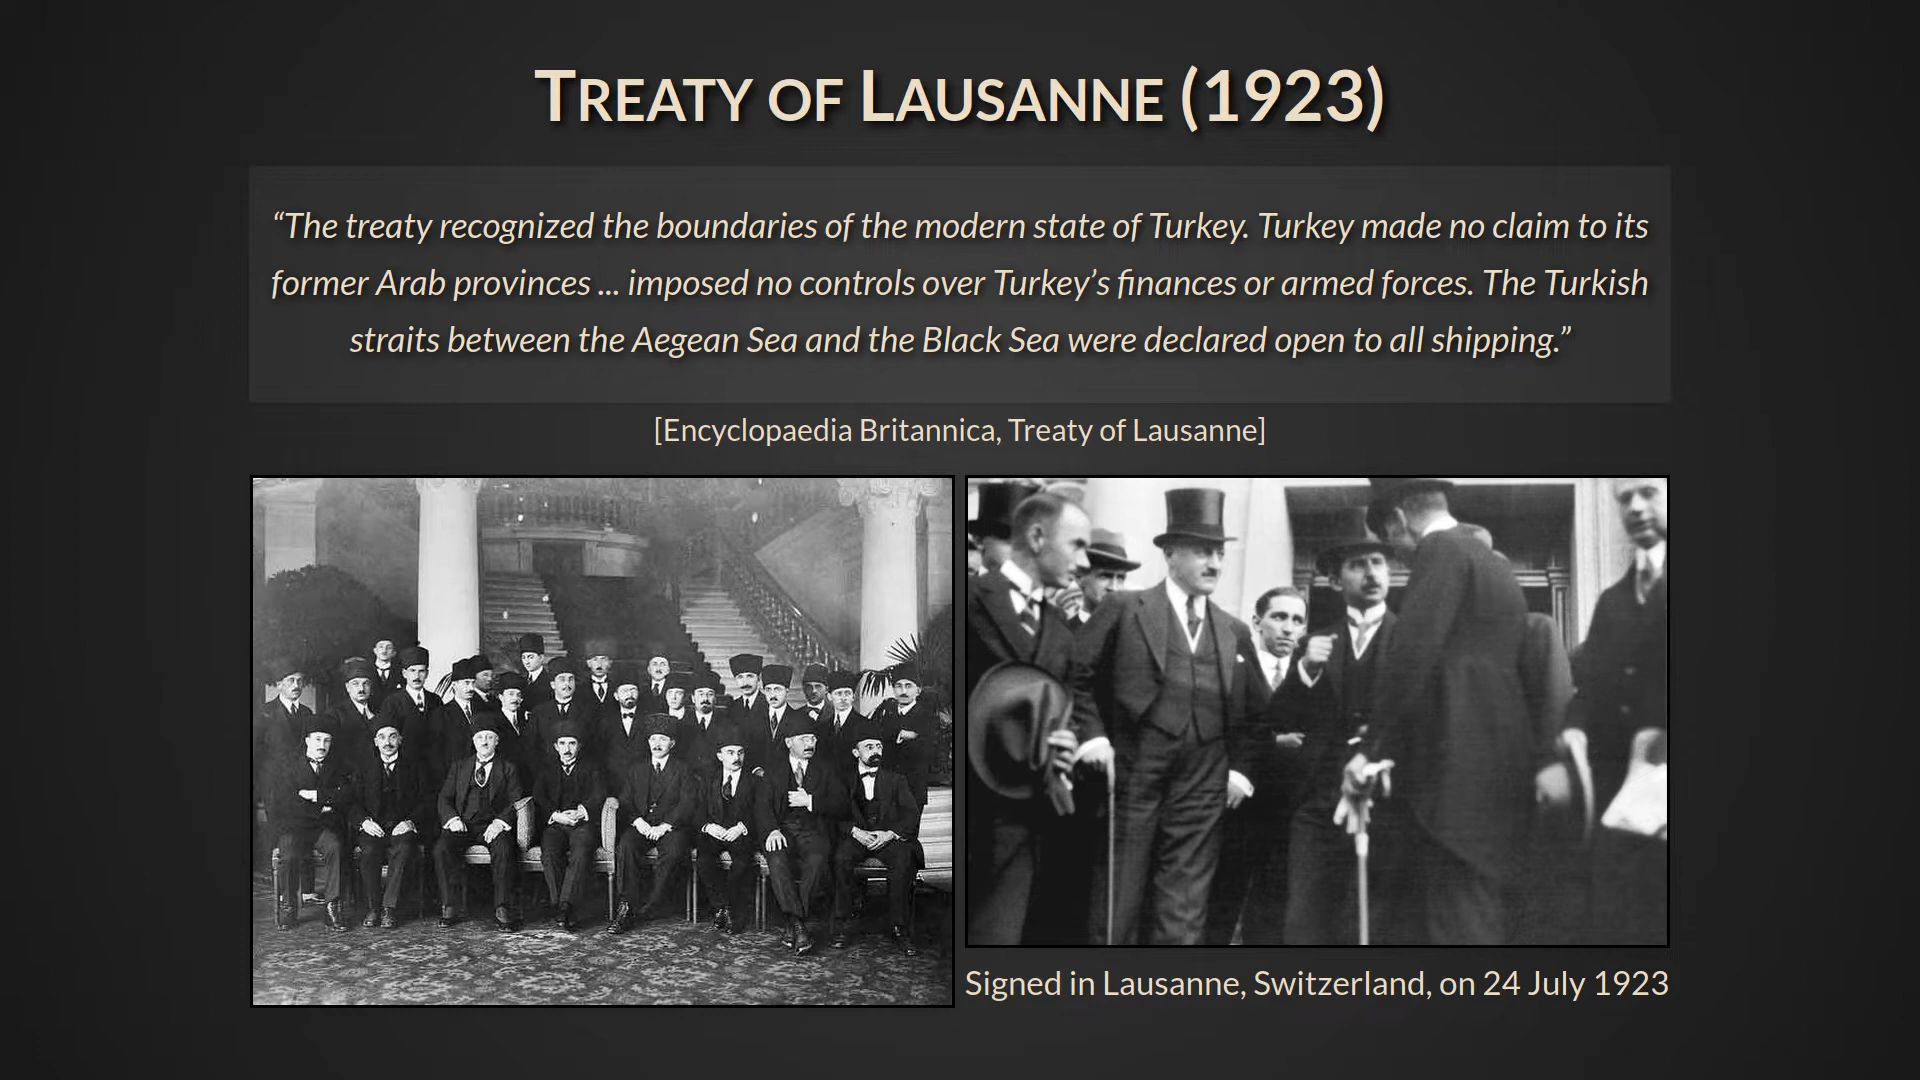 TREATY OF LAUSANNE (1923)
“The treaty recognized the boundaries of the modern state of Turkey. Turkey made no claim to its
former Arab provinces ... imposed no controls over Turkey’s finances or armed forces. The Turkish
straits between the Aegean Sea and the Black Sea were declared open to all shipping.”
[Encyclopaedia Britannica, Treaty of Lausanne]
Signed in Lausanne, Switzerland, on 24 July 1923